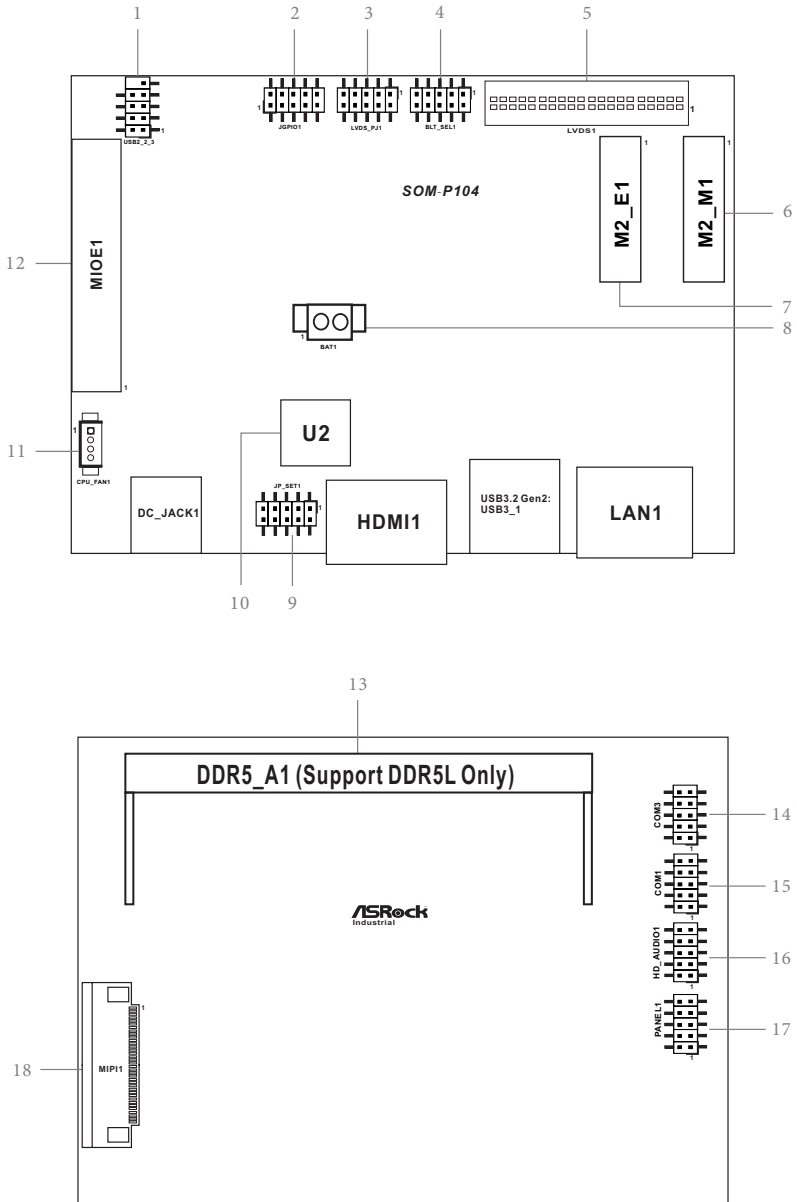 1
2
3
4
5
1
1
1
1
USB2_2_3
JGPIO1
LVDS_PJ1
BLT_SEL1
1
LVDS1
1
1
SOM-P104
M2_E1
M2_M1
6
12
MIOE1
7
8
1
BAT1
1
11
1
CPU_FAN1
10
U2
DC_JACK1
JP_SET1
1
HDMI1
USB3.2 Gen2:
USB3_1
LAN1
10
9
13
DDR5_A1 (Support DDR5L Only)
COM3
14
1
COM1
15
1
ASRock
Industrial
HD_AUDIO1
16
1
PANEL1
17
1
18
MIPI1
1